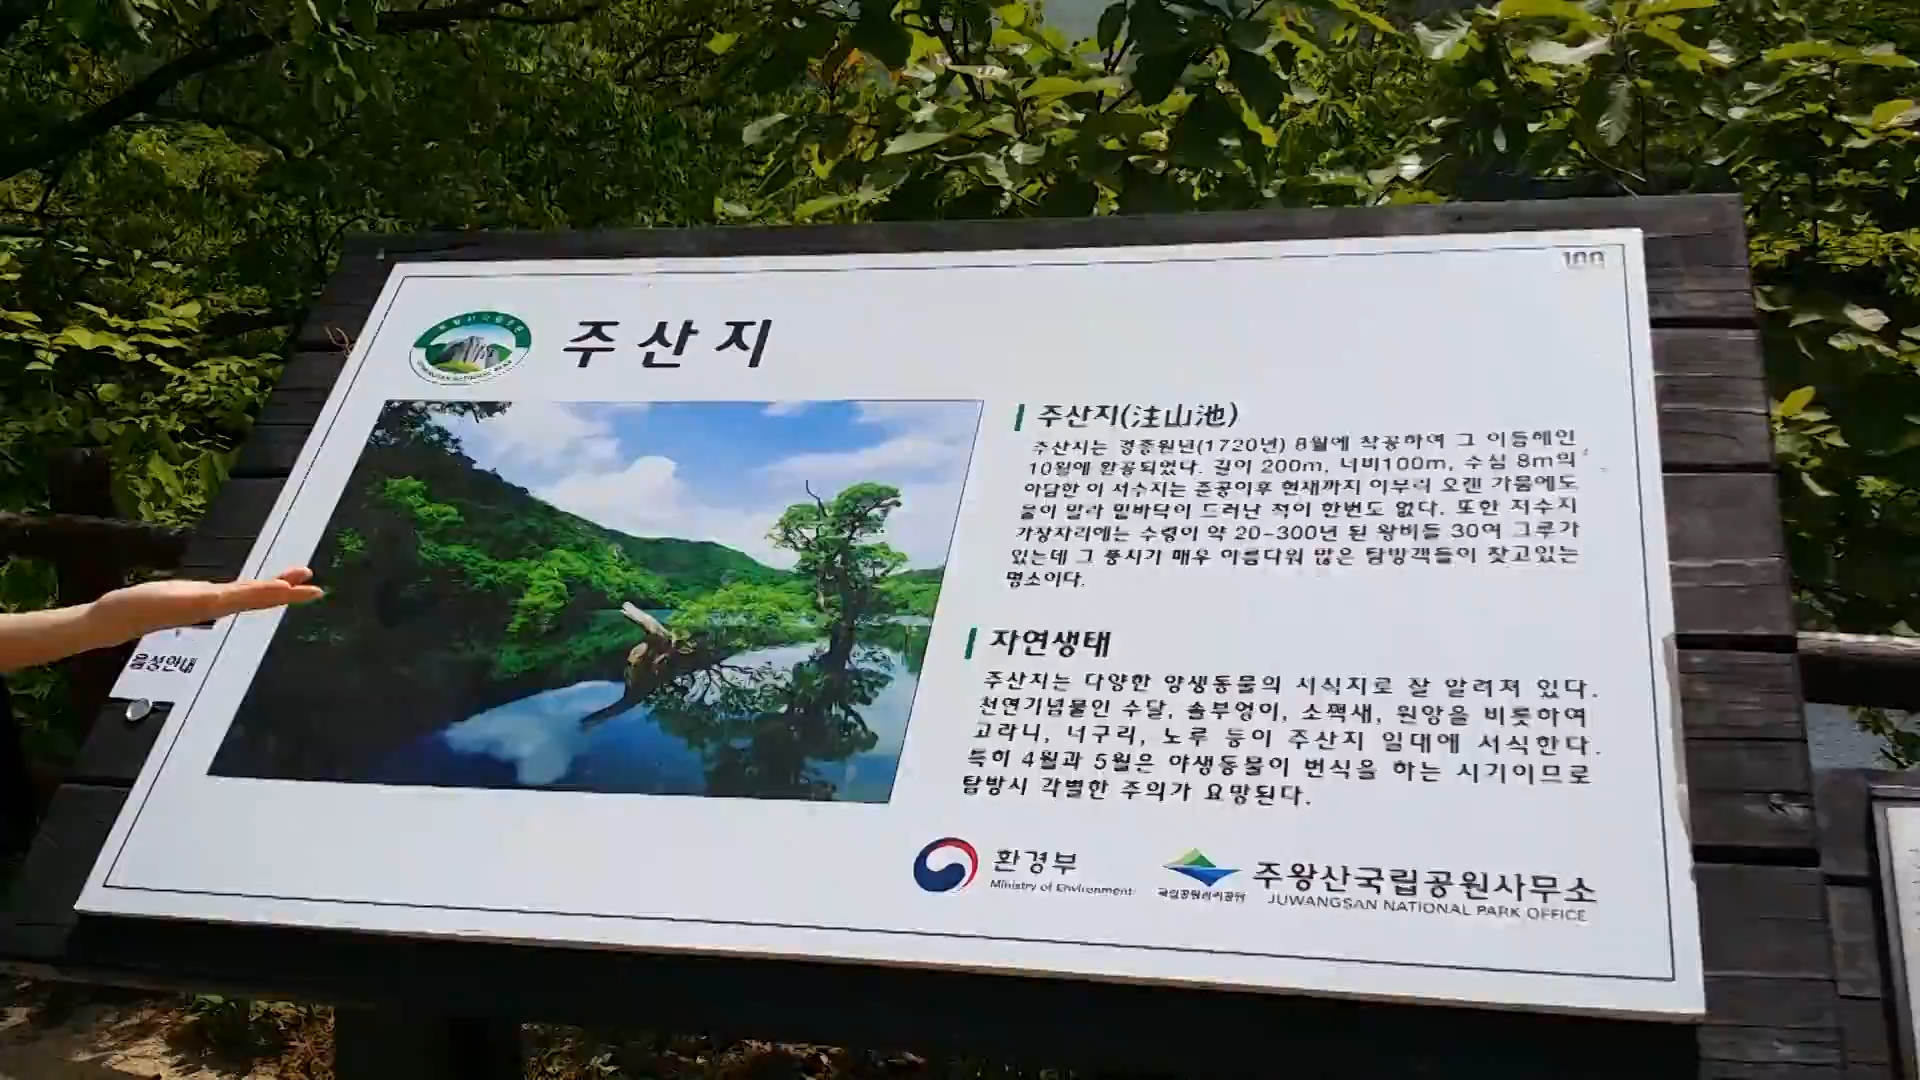 100
주산지
주산지(注山池)
주산지는 경종원년(1720년) 8월에 착공하여 그 이듬해인
10월에 완공되었다. 길이 200m, 너비100m, 수심 8m의
아담한 이 저수지는 준공이후 현재까지 아무리 오랜 가뭄에도
물이 말라 밑바닥이 드러난 적이 한번도 없다. 또한 저수지
가장자리에는 수령이 약 20~300년 된 왕버들 30여 그루가
있는데 그 풍치가 매우 아름다워 많은 탐방객들이 찾고있는
명소이다.
자연생태
주산지는 다양한 야생동물의 서식지로 잘 알려져 있다.
천연기념물인 수달, 솔부엉이, 소쩍새, 원앙을 비롯하여
고라니, 너구리, 노루 등이 주산지 일대에 서식한다.
특히 4월과 5월은 야생동물이 번식을 하는 시기이므로
탐방시 각별한 주의가 요망된다.
음성안내
환경부
Ministry of Environment
국립공원관리공단
주왕산국립공원사무소
JUWANGSAN NATIONAL PARK OFFICE